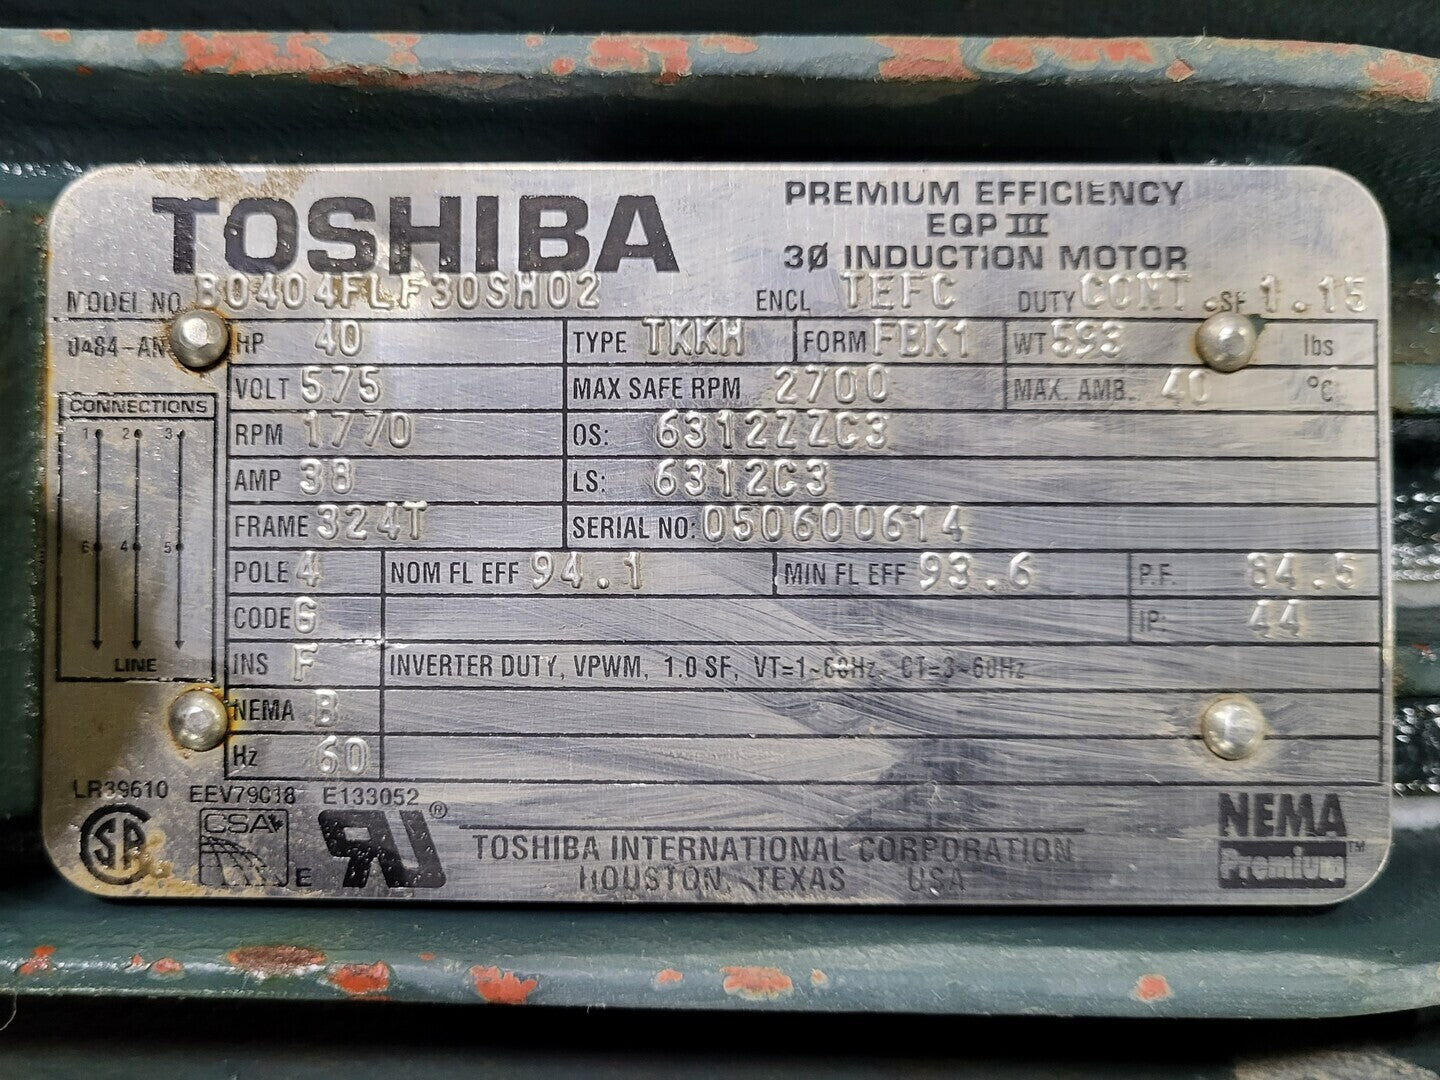 TOSHIBA
PREMIUM EFFICIENCY
EQP III
3Ø INDUCTION MOTOR
MODEL NO. B0404FLF30SH02 ENCL TEFC DUTY CONT. SF 1.15
0484-AN HP 40 TYPE TKKH FORM FBK1 WT 593 lbs
VOLT 575 MAX SAFE RPM 2700 MAX. AMB. 40 °C
CONNECTIONS
1 2 3
RPM 1770 OS: 6312ZZC3
AMP 38 LS: 6312C3
FRAME 324T SERIAL NO: 050600614
6 4 5
POLE 4 NOM FL EFF 94.1 MIN FL EFF 93.6 P.F. 84.5
CODE G IP: 44
LINE
INS F INVERTER DUTY, VPWM, 1.0 SF, VT=1~60Hz, CT=3~60Hz
NEMA B
Hz 60
LR39610 EEV79018 E133052
SA CSA E RU ®
TOSHIBA INTERNATIONAL CORPORATION
HOUSTON, TEXAS USA
NEMA
Premium™